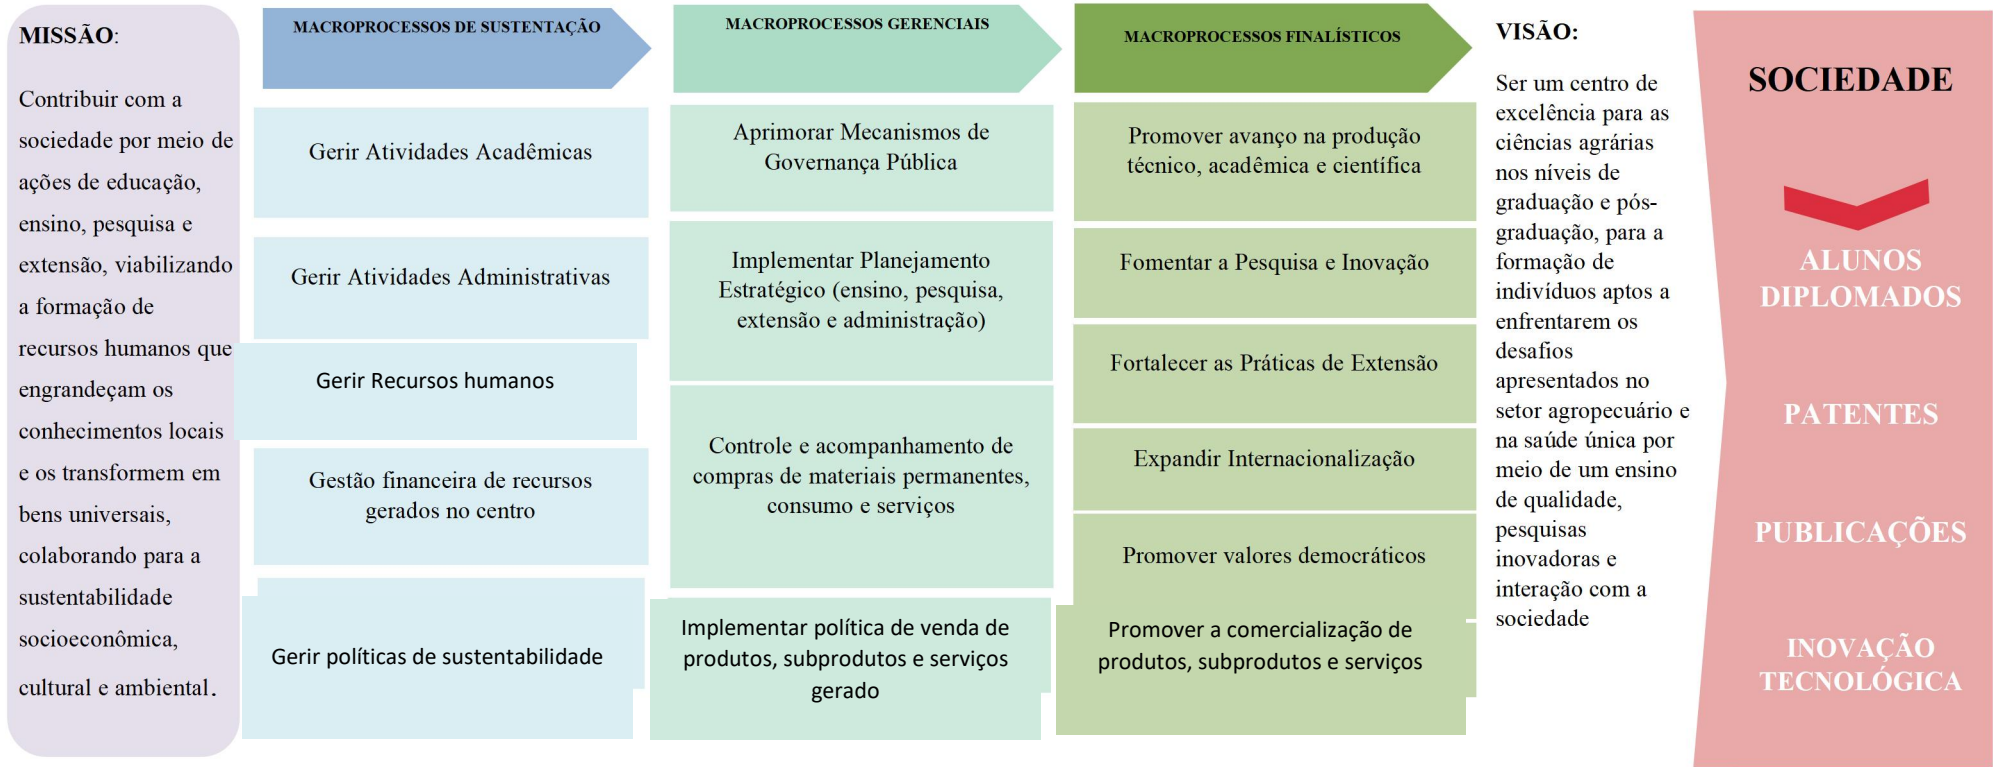 MISSÃO:
Contribuir com a
sociedade por meio de
ações de educação,
ensino, pesquisa e
extensão, viabilizando
a formação de
recursos humanos que
engrandeçam os
conhecimentos locais
e os transformem em
bens universais,
colaborando para a
sustentabilidade
socioeconômica,
cultural e ambiental.
MACROPROCESSOS DE SUSTENTAÇÃO
Gerir Atividades Acadêmicas
Gerir Atividades Administrativas
Gerir Recursos humanos
Gestão financeira de recursos
gerados no centro
Gerir políticas de sustentabilidade
MACROPROCESSOS GERENCIAIS
Aprimorar Mecanismos de
Governança Pública
Implementar Planejamento
Estratégico (ensino, pesquisa,
extensão e administração)
Controle e acompanhamento de
compras de materiais permanentes,
consumo e serviços
Implementar política de venda de
produtos, subprodutos e serviços
gerado
MACROPROCESSOS FINALÍSTICOS
Promover avanço na produção
técnico, acadêmica e científica
Fomentar a Pesquisa e Inovação
Fortalecer as Práticas de Extensão
Expandir Internacionalização
Promover valores democráticos
Promover a comercialização de
produtos, subprodutos e serviços
VISÃO:
Ser um centro de
excelência para as
ciências agrárias
nos níveis de
graduação e pós-
graduação, para a
formação de
indivíduos aptos a
enfrentarem os
desafios
apresentados no
setor agropecuário e
na saúde única por
meio de um ensino
de qualidade,
pesquisas
inovadoras e
interação com a
sociedade
SOCIEDADE
ALUNOS
DIPLOMADOS
PATENTES
PUBLICAÇÕES
INOVAÇÃO
TECNOLÓGICA